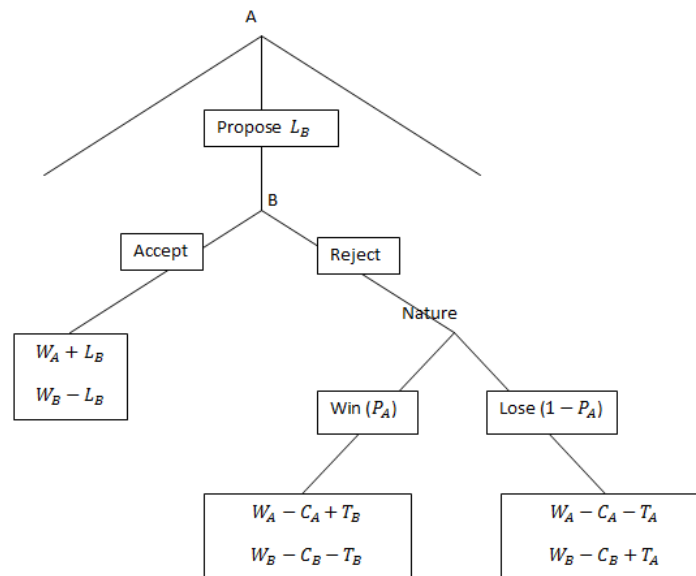 A
Propose L_B
B
Accept
Reject
Nature
W_A + L_B
W_B − L_B
Win (P_A)
Lose (1 − P_A)
W_A − C_A + T_B
W_B − C_B − T_B
W_A − C_A − T_A
W_B − C_B + T_A